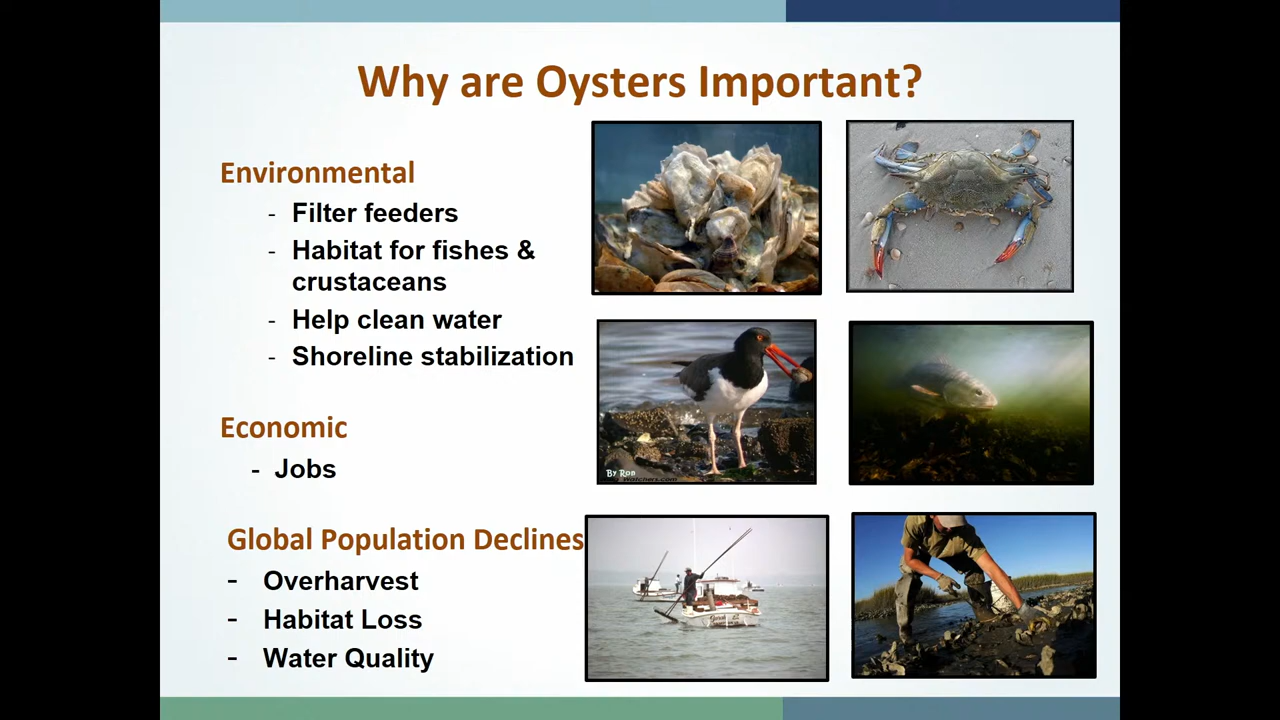 Why are Oysters Important?
Environmental
- Filter feeders
- Habitat for fishes &
crustaceans
- Help clean water
- Shoreline stabilization
Economic
- Jobs
Global Population Declines
- Overharvest
- Habitat Loss
- Water Quality
By Ron